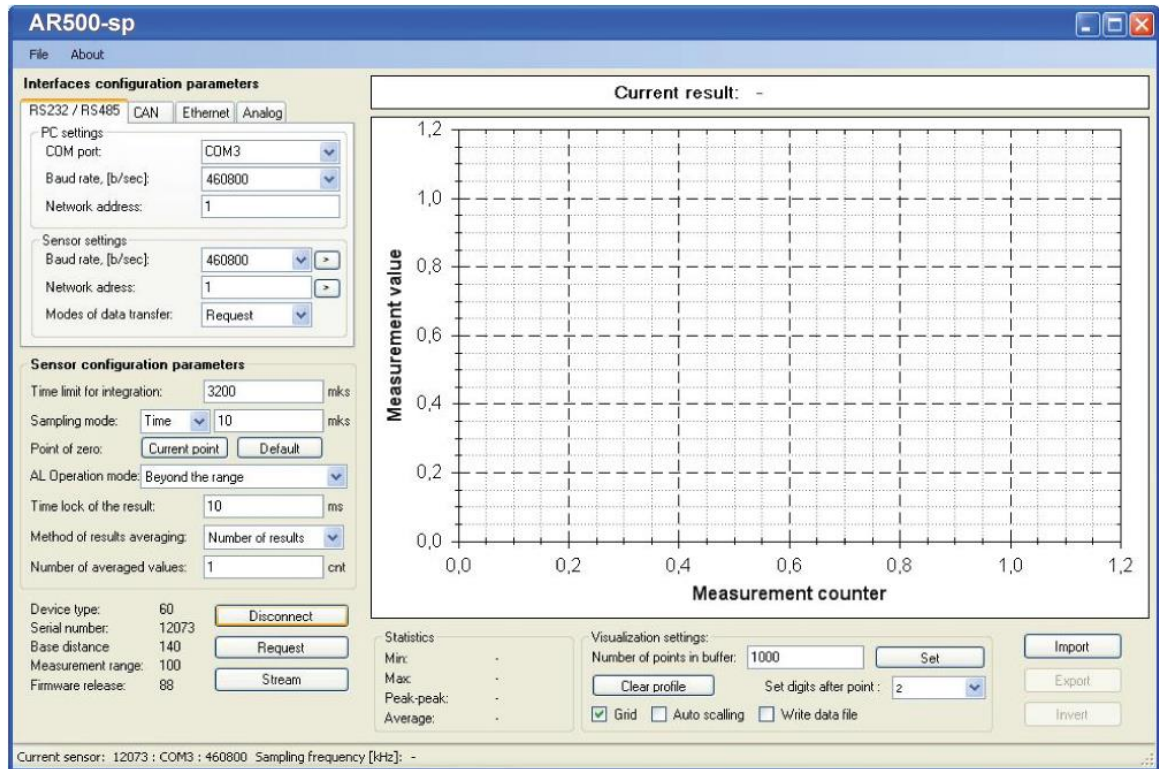 AR500-sp
File About
Interfaces configuration parameters
RS232 / RS485 CAN Ethernet Analog
PC settings
COM port: COM3
Baud rate, [b/sec]: 460800
Network address: 1
Sensor settings
Baud rate, [b/sec]: 460800 >
Network adress: 1 >
Modes of data transfer: Request
Sensor configuration parameters
Time limit for integration: 3200 mks
Sampling mode: Time 10 mks
Point of zero: Current point Default
AL Operation mode: Beyond the range
Time lock of the result: 10 ms
Method of results averaging: Number of results
Number of averaged values: 1 cnt
Device type: 60
Serial number: 12073
Base distance 140
Measurement range: 100
Firmware release: 88
Disconnect
Request
Stream
Current result: -
Measurement value
1,2
1,0
0,8
0,6
0,4
0,2
0,0
0,0 0,2 0,4 0,6 0,8 1,0 1,2
Measurement counter
Statistics
Min: -
Max: -
Peak-peak: -
Average: -
Visualization settings:
Number of points in buffer: 1000 Set
Clear profile Set digits after point : 2
Grid Auto scalling Write data file
Import
Export
Invert
Current sensor: 12073 : COM3 : 460800 Sampling frequency [kHz]: -